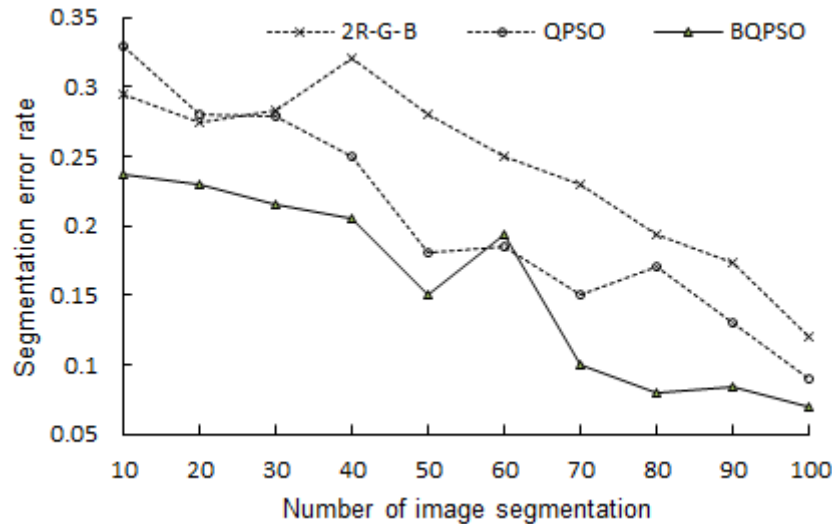 2R-G-B QPSO BQPSO
0.35
0.3
0.25
0.2
0.15
0.1
0.05
Segmentation error rate
10 20 30 40 50 60 70 80 90 100
Number of image segmentation